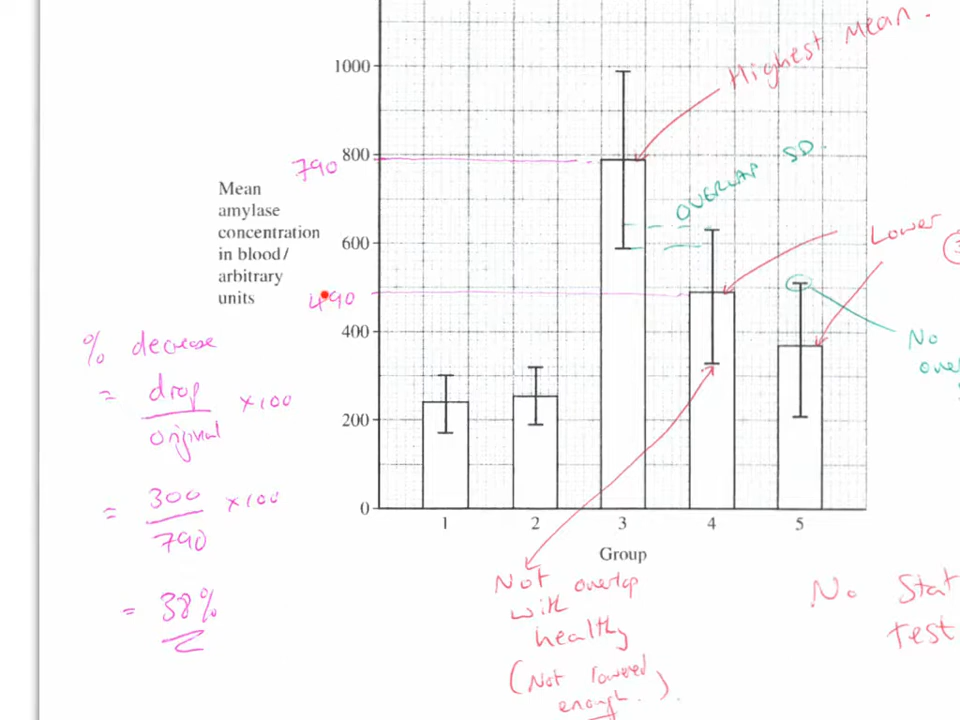 Highest Mean.
1000
790
800
OVERLAP SD.
Mean
amylase
concentration
in blood/
arbitrary
units
600
Lower
490
400
No
% decrease
= drop
original
×100
200
= 300
790
×100
0
1 2 3 4 5
Group
= 38%
Not overlap
with
healthy
(Not lowered
enough.).
No Stat
test